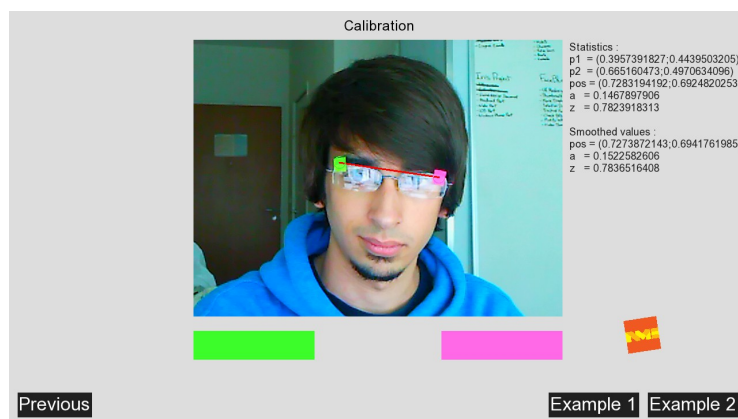 Calibration
Statistics :
p1 = (0.3957391827;0.4439503205)
p2 = (0.665160473;0.4970634096)
pos = (0.7283194192;0.6924820253
a = 0.1467897906
z = 0.7823918313
Smoothed values :
pos = (0.7273872143;0.6941761985
a = 0.1522582606
z = 0.7836516408
Previous
Example 1
Example 2